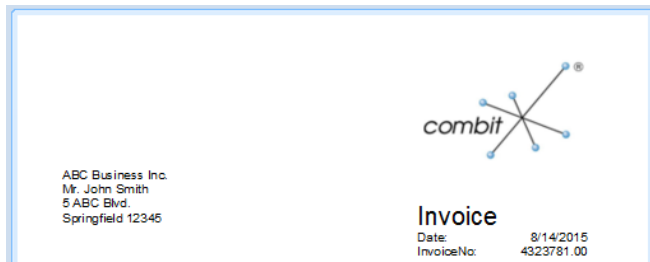 ®
combit
ABC Business Inc.
Mr. John Smith
5 ABC Blvd.
Springfield 12345
Invoice
Date: 8/14/2015
InvoiceNo: 4323781.00